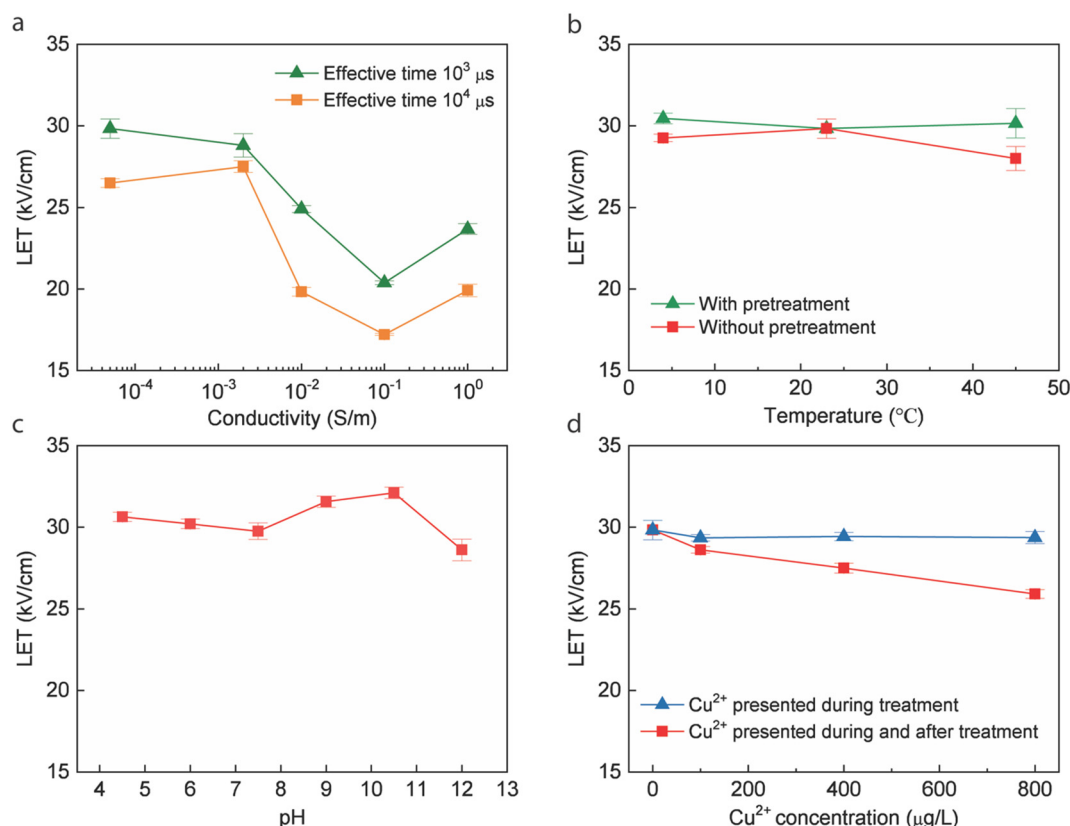 a
35
30
25
20
15
LET (kV/cm)
Effective time 10³ μs
Effective time 10⁴ μs
10⁻⁴ 10⁻³ 10⁻² 10⁻¹ 10⁰
Conductivity (S/m)
b
35
30
25
20
15
LET (kV/cm)
With pretreatment
Without pretreatment
0 10 20 30 40 50
Temperature (°C)
c
35
30
25
20
15
LET (kV/cm)
4 5 6 7 8 9 10 11 12 13
pH
d
35
30
25
20
15
LET (kV/cm)
Cu²⁺ presented during treatment
Cu²⁺ presented during and after treatment
0 200 400 600 800
Cu²⁺ concentration (μg/L)